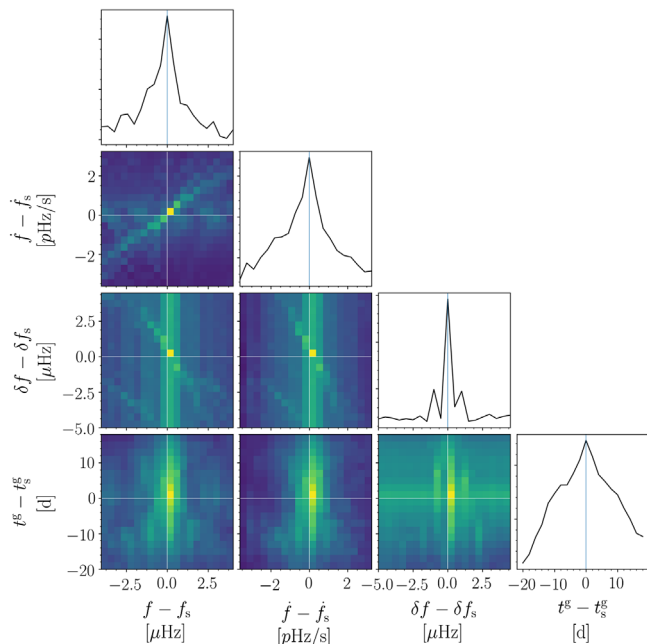 ḟ − ḟₛ
[pHz/s]
2
0
−2
δf − δfₛ
[μHz]
2.5
0.0
−2.5
−5.0
tᵍ − tₛᵍ
[d]
10
0
−10
−20
−2.5 0.0 2.5
−2 0 2
−5.0 −2.5 0.0 2.5
−20 −10 0 10
f − fₛ
[μHz]
ḟ − ḟₛ
[pHz/s]
δf − δfₛ
[μHz]
tᵍ − tₛᵍ
[d]